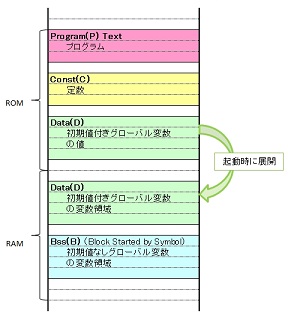 Program(P) Text
プログラム
Const(C)
定数
ROM
Data(D)
初期値付きグローバル変数
の値
起動時に展開
Data(D)
初期値付きグローバル変数
の変数領域
RAM
Bss(B) (Block Started by Symbol)
初期値なしグローバル変数
の変数領域